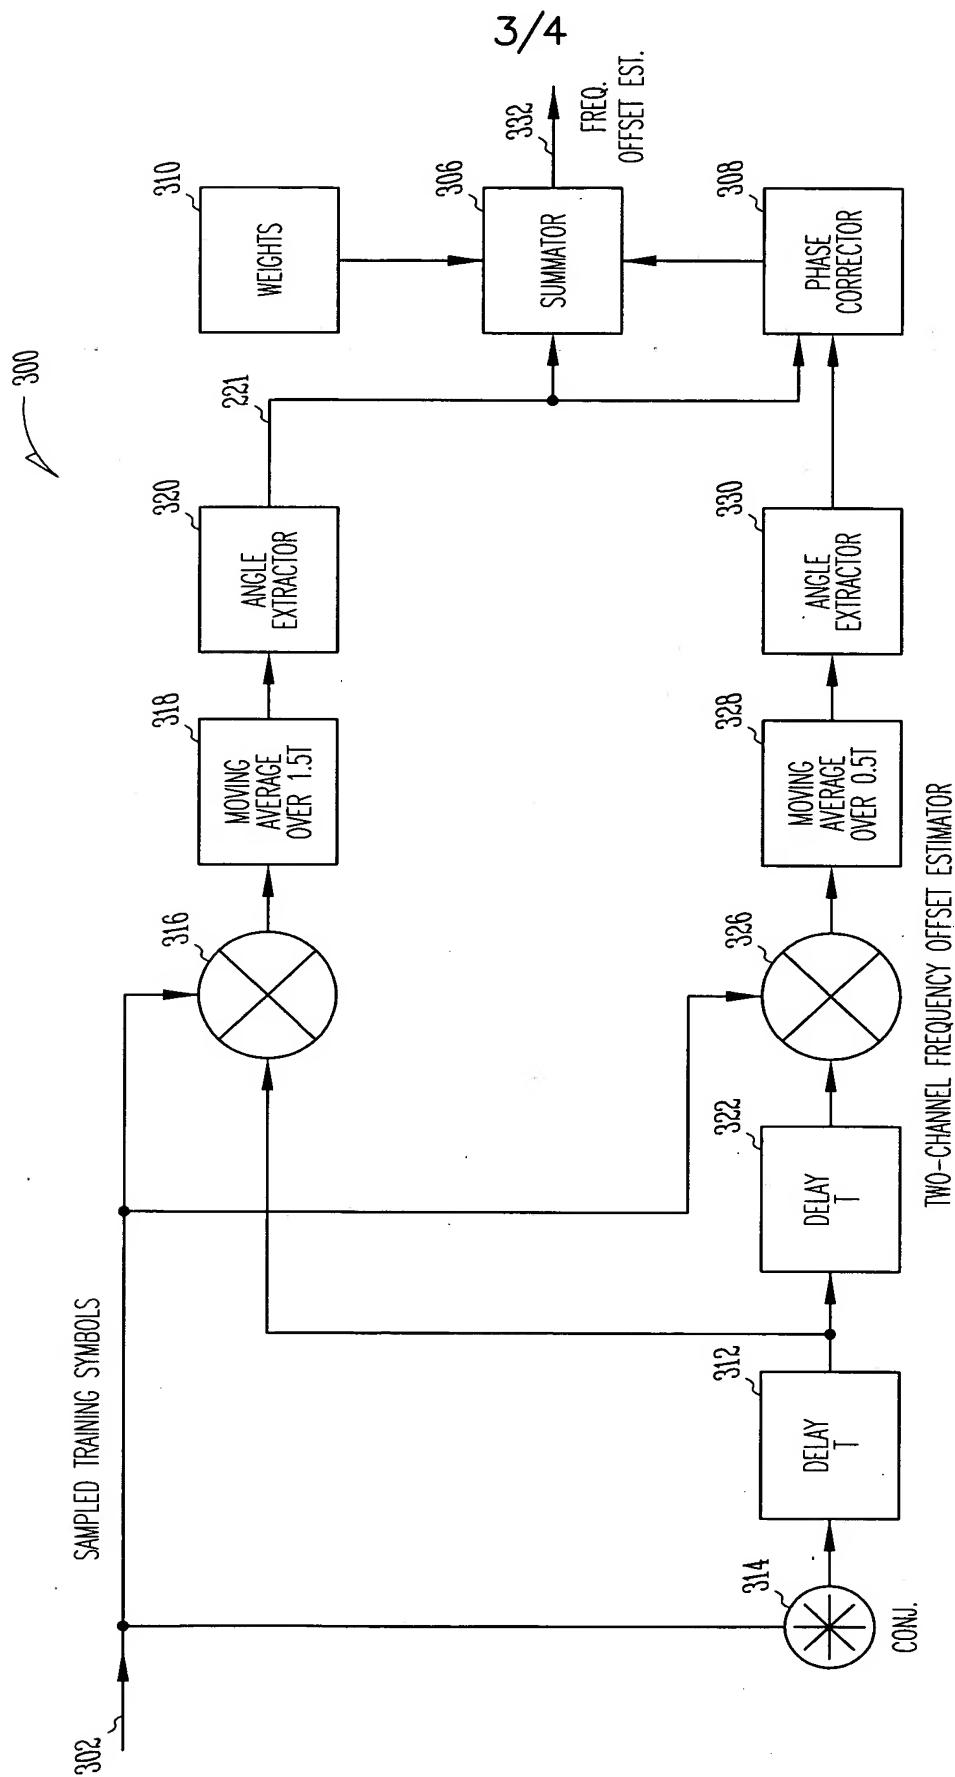 3/4
300
302
SAMPLED TRAINING SYMBOLS
314
CONJ.
312
DELAY
T
322
DELAY
T
316
326
318
MOVING
AVERAGE
OVER 1.5T
328
MOVING
AVERAGE
OVER 0.5T
320
ANGLE
EXTRACTOR
330
ANGLE
EXTRACTOR
221
310
WEIGHTS
306
SUMMATOR
308
PHASE
CORRECTOR
332
FREQ.
OFFSET EST.
TWO-CHANNEL FREQUENCY OFFSET ESTIMATOR